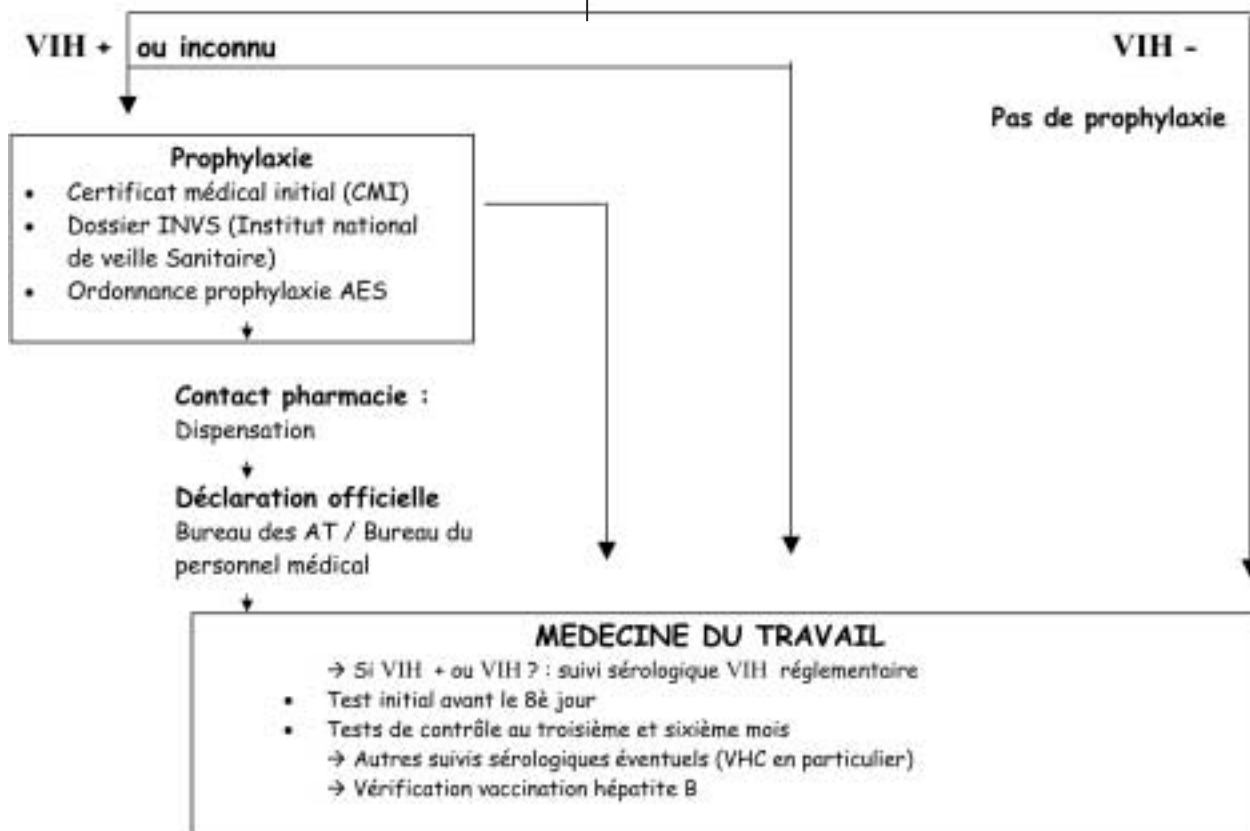 VIH + ou inconnu
VIH -
Pas de prophylaxie
Prophylaxie
• Certificat médical initial (CMI)
• Dossier INVS (Institut national
de veille Sanitaire)
• Ordonnance prophylaxie AES
Contact pharmacie :
Dispensation
Déclaration officielle
Bureau des AT / Bureau du
personnel médical
MEDECINE DU TRAVAIL
→ Si VIH + ou VIH ? : suivi sérologique VIH réglementaire
• Test initial avant le 8è jour
• Tests de contrôle au troisième et sixième mois
→ Autres suivis sérologiques éventuels (VHC en particulier)
→ Vérification vaccination hépatite B